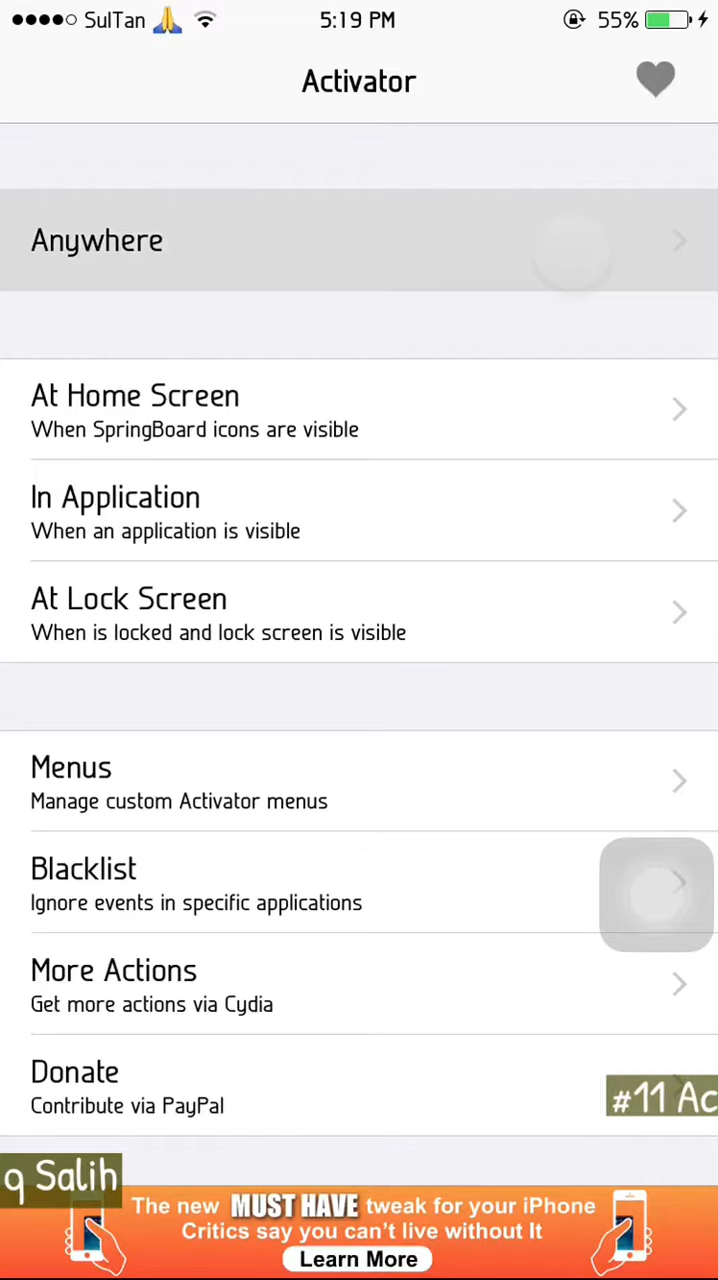 SulTan 🙏 5:19 PM 55%
Activator
Anywhere
At Home Screen
When SpringBoard icons are visible
In Application
When an application is visible
At Lock Screen
When is locked and lock screen is visible
Menus
Manage custom Activator menus
Blacklist
Ignore events in specific applications
More Actions
Get more actions via Cydia
Donate
Contribute via PayPal
#11 Ac
q Salih
The new MUST HAVE tweak for your iPhone
Critics say you can't live without It
Learn More